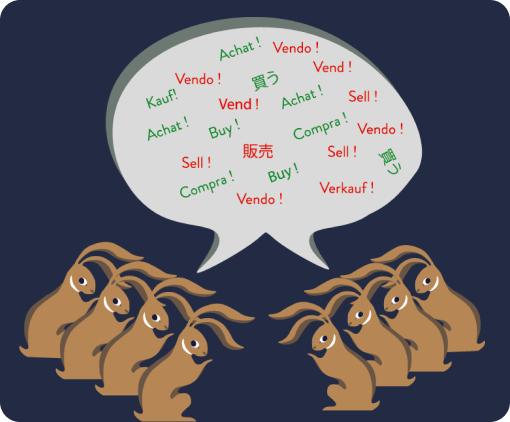 Achat !
Vendo !
Vend !
Vendo !
買う
Kauf!
Vend !
Achat !
Sell !
Achat !
Buy !
Compra !
Vendo !
販売
Sell !
Sell !
買う
Compra !
Buy !
Vendo !
Verkauf !